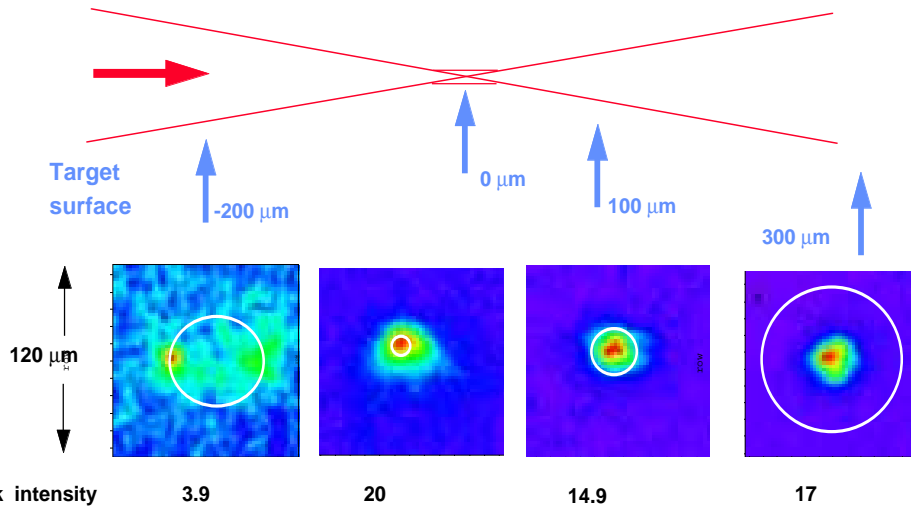 Target
surface
-200 μm
0 μm
100 μm
300 μm
120 μm
k intensity
3.9
20
14.9
17